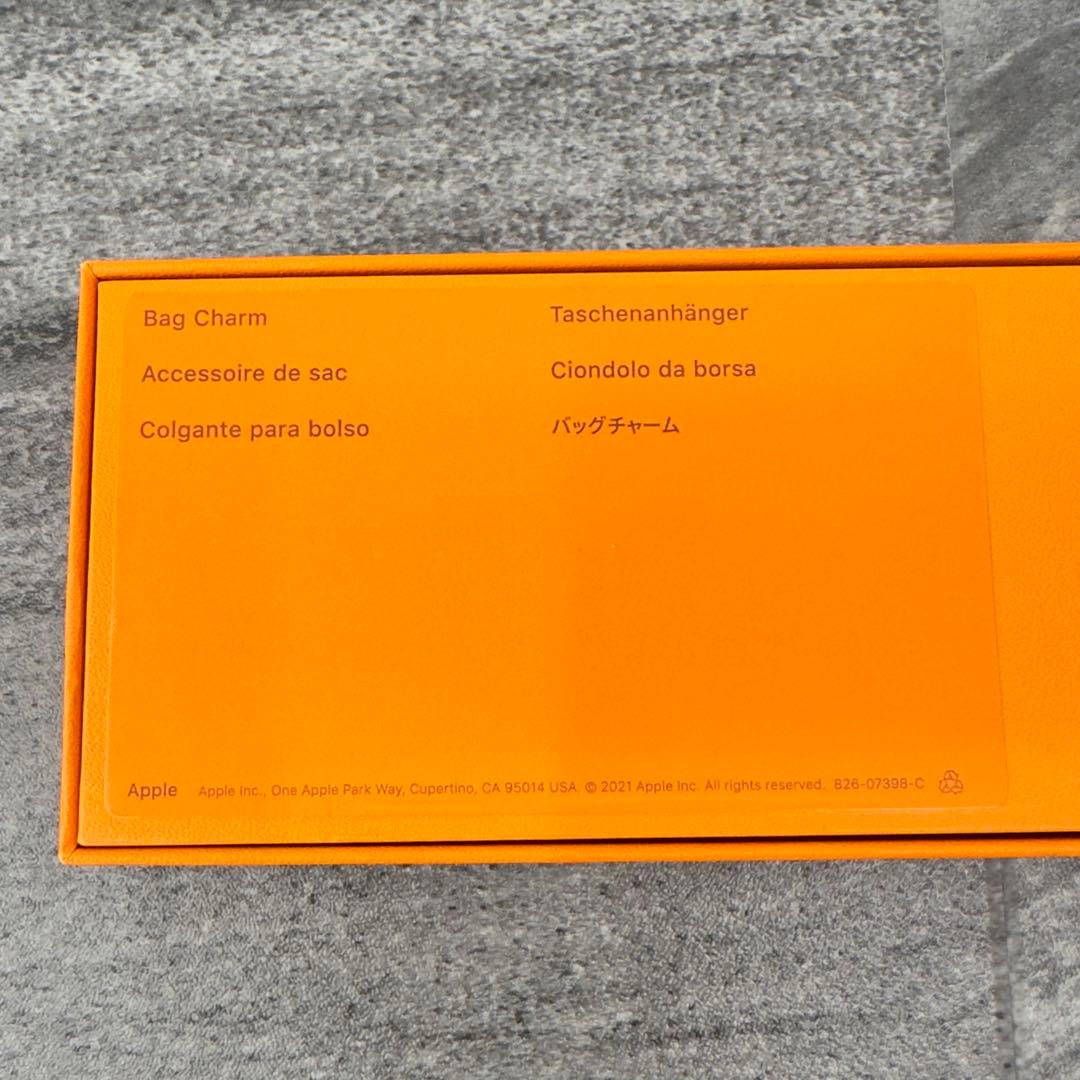 Bag Charm
Accessoire de sac
Colgante para bolso
Taschenanhänger
Ciondolo da borsa
バッグチャーム
Apple Apple Inc., One Apple Park Way, Cupertino, CA 95014 USA © 2021 Apple Inc. All rights reserved. 826-07398-C